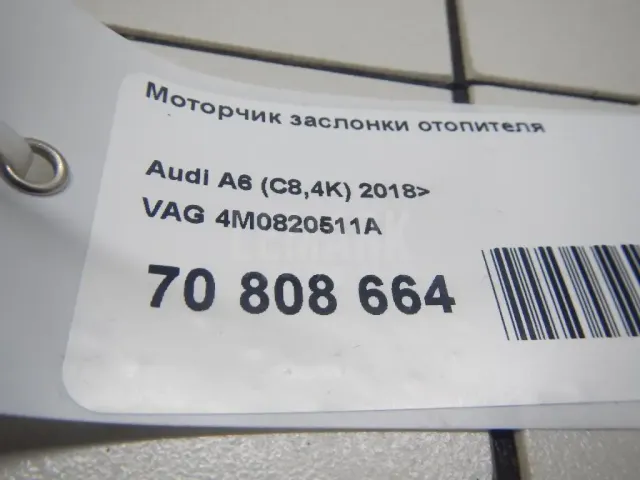 Моторчик заслонки отопителя
Audi A6 (C8,4K) 2018>
VAG 4M0820511A
70 808 664